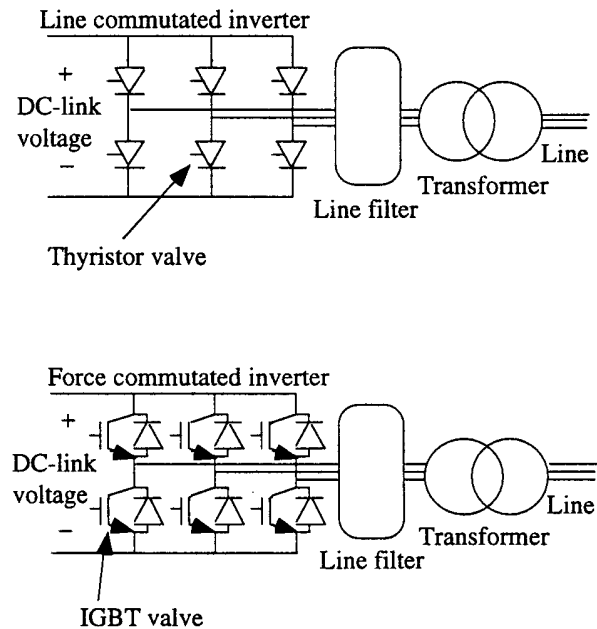 Line commutated inverter
+
DC-link
voltage
−
Line
Transformer
Line filter
Thyristor valve
Force commutated inverter
+
DC-link
voltage
−
Line
Transformer
Line filter
IGBT valve